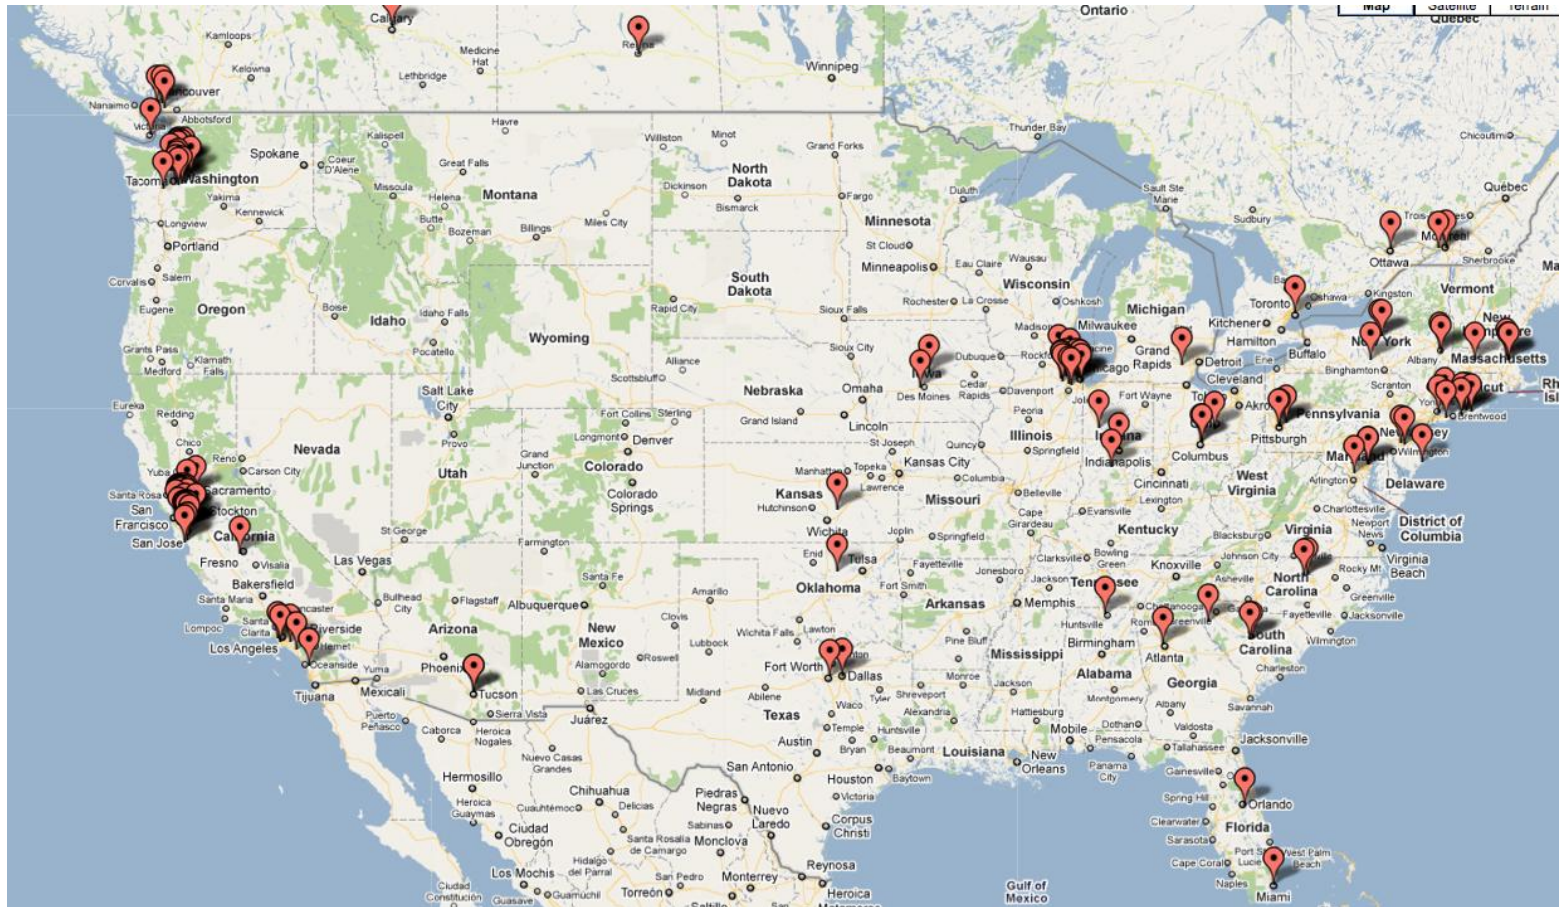 Calgary
Ontario
Map
Satellite
Terrain
Quebec
Kamloops
Medicine
Hat
Winnipeg
Kelowna
Lethbridge
Nanaimo
Abbotsford
Havre
Thunder Bay
Chicoutimi
Kalispell
Williston
Minot
Grand Forks
Spokane
Coeur
D'Alene
Great Falls
North
Dakota
Tacoma
Washington
Missoula
Helena
Montana
Dickinson
Bismarck
Fargo
Duluth
Sault Ste
Marie
Québec
Yakima
Kennewick
Longview
Butte
Bozeman
Billings
Miles City
Minnesota
Sudbury
Portland
St Cloud
Minneapolis
Eau Claire
Wausau
Ottawa
Sherbrooke
Salem
Corvallis
Eugene
Oregon
Boise
Idaho
Idaho Falls
South
Dakota
Rapid City
Wisconsin
Oshkosh
Rochester
La Crosse
Michigan
Toronto
Oshawa
Kingston
Vermont
Sioux Falls
Kitchener
Hamilton
Grants Pass
Medford
Klamath
Falls
Pocatello
Wyoming
Madison
Milwaukee
Grand
Rapids
Buffalo
Albany
Massachusetts
Sioux City
Dubuque
Detroit
Erie
Binghamton
Alliance
Scottsbluff
Iowa
Cleveland
Scranton
Eureka
Redding
Salt Lake
City
Provo
Nebraska
Omaha
Des Moines
Cedar
Rapids
Davenport
Fort Wayne
Pennsylvania
Brentwood
Fort Collins
Sterling
Grand Island
Lincoln
Peoria
Illinois
Pittsburgh
Chico
Reno
Carson City
Nevada
Longmont
Denver
Utah
Grand
Junction
Colorado
Colorado
Springs
St Joseph
Quincy
Springfield
Indianapolis
Columbus
Wilmington
Manhattan
Topeka
Lawrence
Kansas City
Columbia
Cincinnati
West
Virginia
Arlington
Delaware
Santa Rosa
Sacramento
Stockton
San
Francisco
San Jose
California
Kansas
Hutchinson
Wichita
Missouri
Belleville
Lexington
Evansville
Charlottesville
District of
Columbia
St George
Cape
Girardeau
Kentucky
Virginia
Blacksburg
Newport
News
Virginia
Beach
Fresno
Visalia
Las Vegas
Farmington
Enid
Tulsa
Joplin
Springfield
Bowling
Green
Clarksville
Johnson City
Bakersfield
Santa Maria
Lompoc
Bullhead
City
Flagstaff
Santa Fe
Albuquerque
Amarillo
Oklahoma
Fort Smith
Fayetteville
Jonesboro
Jackson
Tennessee
Knoxville
Asheville
North
Carolina
Rocky Mt
Greenville
Arkansas
Memphis
Chattanooga
Huntsville
Fayetteville
Jacksonville
Wilmington
Santa
Clarita
Riverside
Hemet
Los Angeles
Oceanside
Arizona
Phoenix
New
Mexico
Clovis
Roswell
Lubbock
Wichita Falls
Lawton
Pine Bluff
Birmingham
Atlanta
South
Carolina
Charleston
Tijuana
Yuma
Mexicali
Tucson
Alamogordo
Las Cruces
Fort Worth
Dallas
Mississippi
Alabama
Georgia
Midland
Abilene
Tyler
Shreveport
Monroe
Jackson
Montgomery
Albany
Savannah
Puerto
Peñasco
Sierra Vista
Juárez
Caborca
Heroica
Nogales
Texas
Waco
Temple
Alexandria
Hattiesburg
Dothan
Valdosta
Nuevo Casas
Grandes
Austin
Bryan
Huntsville
Beaumont
Louisiana
Mobile
Pensacola
Tallahassee
Jacksonville
New
Orleans
Panama
City
Gainesville
Hermosillo
Chihuahua
San Antonio
Houston
Baytown
Heroica
Guaymas
Cuauhtémoc
Delicias
Piedras
Negras
Victoria
Spring Hill
Orlando
Ciudad
Obregón
Nuevo
Laredo
Corpus
Christi
Clearwater
Florida
Sabinas
Santa Rosalía
de Camargo
Monclova
Sarasota
West Palm
Beach
Hidalgo
del Parral
Reynosa
Cape Coral
Naples
Los Mochis
San Pedro
Monterrey
Ciudad
Constitución
Guasave
Guamúchil
Torreón
Heroica
Gulf of
Mexico
Miami